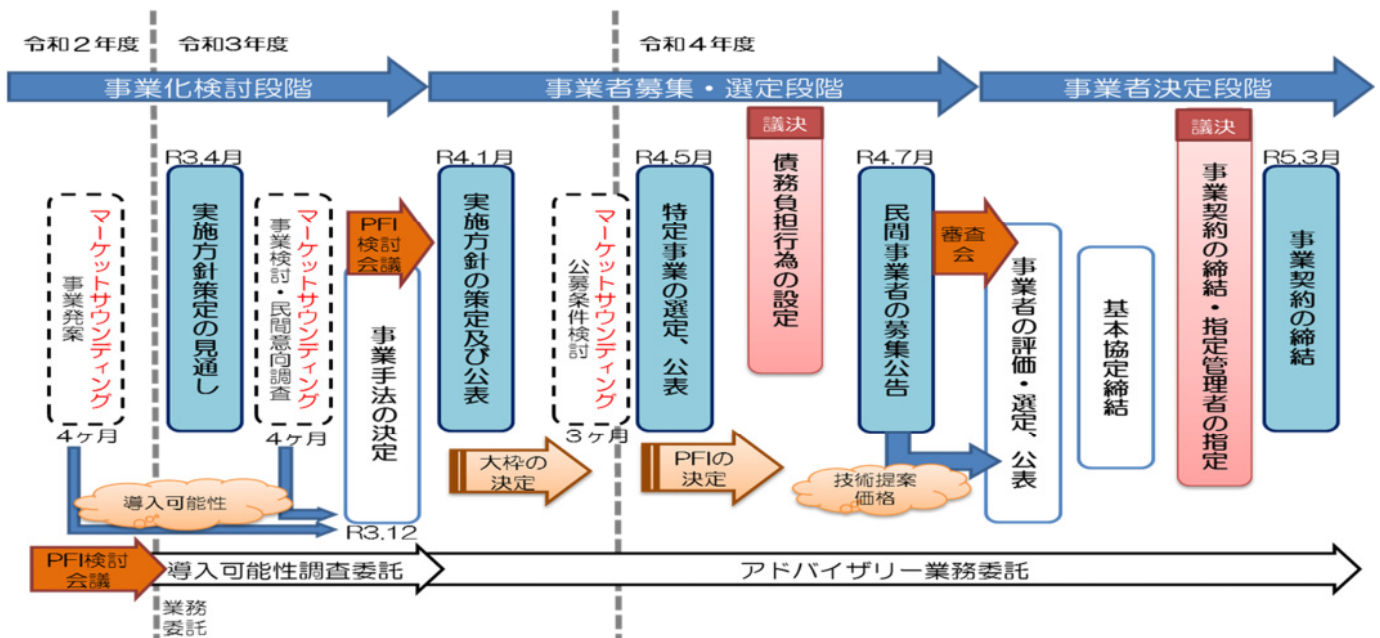 令和２年度
令和３年度
令和４年度
事業化検討段階
事業者募集・選定段階
事業者決定段階
マーケットサウンディング
事業発案
4ヶ月
R3.4月
実施方針策定の見通し
マーケットサウンディング
事業検討・民間意向調査
4ヶ月
PFI
検討
会議
事業手法の決定
R3.12
導入可能性
R4.1月
実施方針の策定及び公表
大枠の
決定
マーケットサウンディング
公募条件検討
3ヶ月
R4.5月
特定事業の選定、公表
PFIの
決定
議決
債務負担行為の設定
R4.7月
民間事業者の募集公告
技術提案
価格
審査
会
事業者の評価・選定、公表
基本協定締結
議決
事業契約の締結・指定管理者の指定
R5.3月
事業契約の締結
PFI検討
会議
導入可能性調査委託
アドバイザリー業務委託
業務
委託